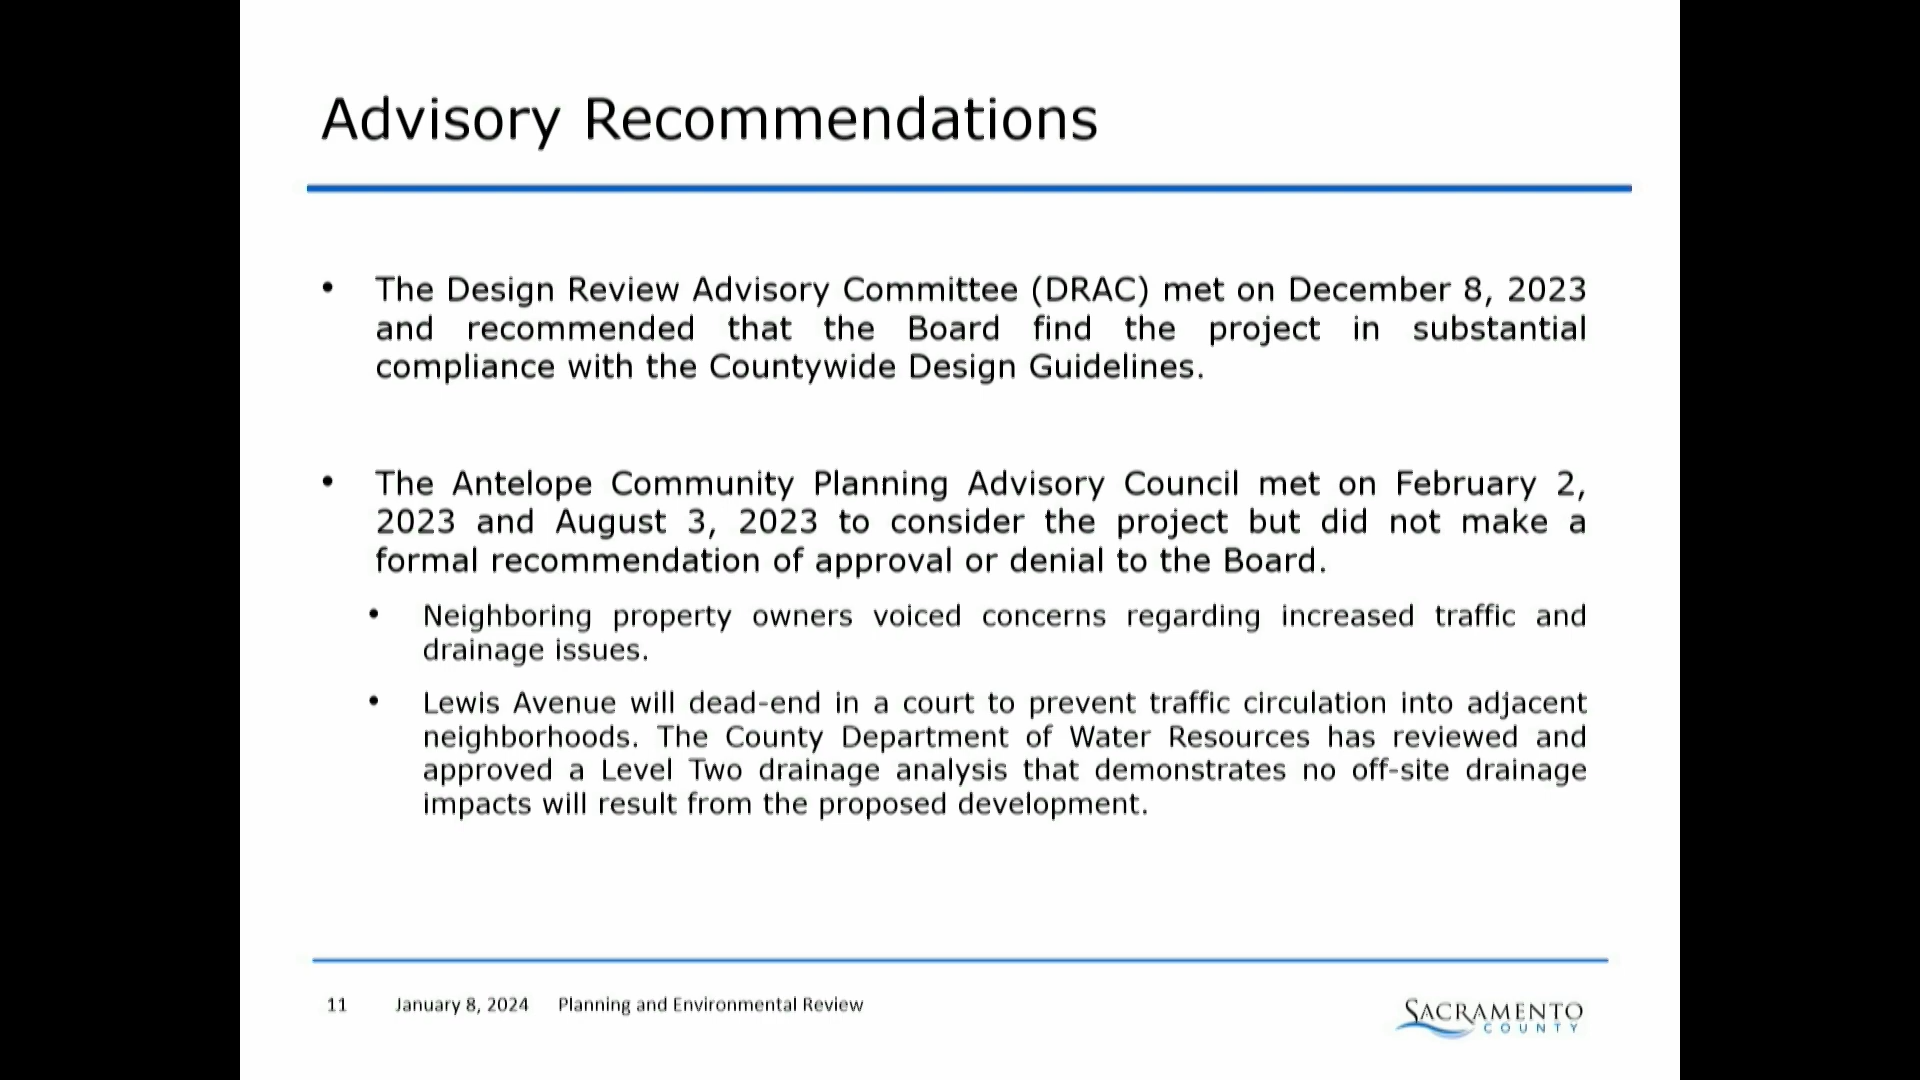 Advisory Recommendations
• The Design Review Advisory Committee (DRAC) met on December 8, 2023
and recommended that the Board find the project in substantial
compliance with the Countywide Design Guidelines.
• The Antelope Community Planning Advisory Council met on February 2,
2023 and August 3, 2023 to consider the project but did not make a
formal recommendation of approval or denial to the Board.
• Neighboring property owners voiced concerns regarding increased traffic and
drainage issues.
• Lewis Avenue will dead-end in a court to prevent traffic circulation into adjacent
neighborhoods. The County Department of Water Resources has reviewed and
approved a Level Two drainage analysis that demonstrates no off-site drainage
impacts will result from the proposed development.
11 January 8, 2024 Planning and Environmental Review
SACRAMENTO
COUNTY